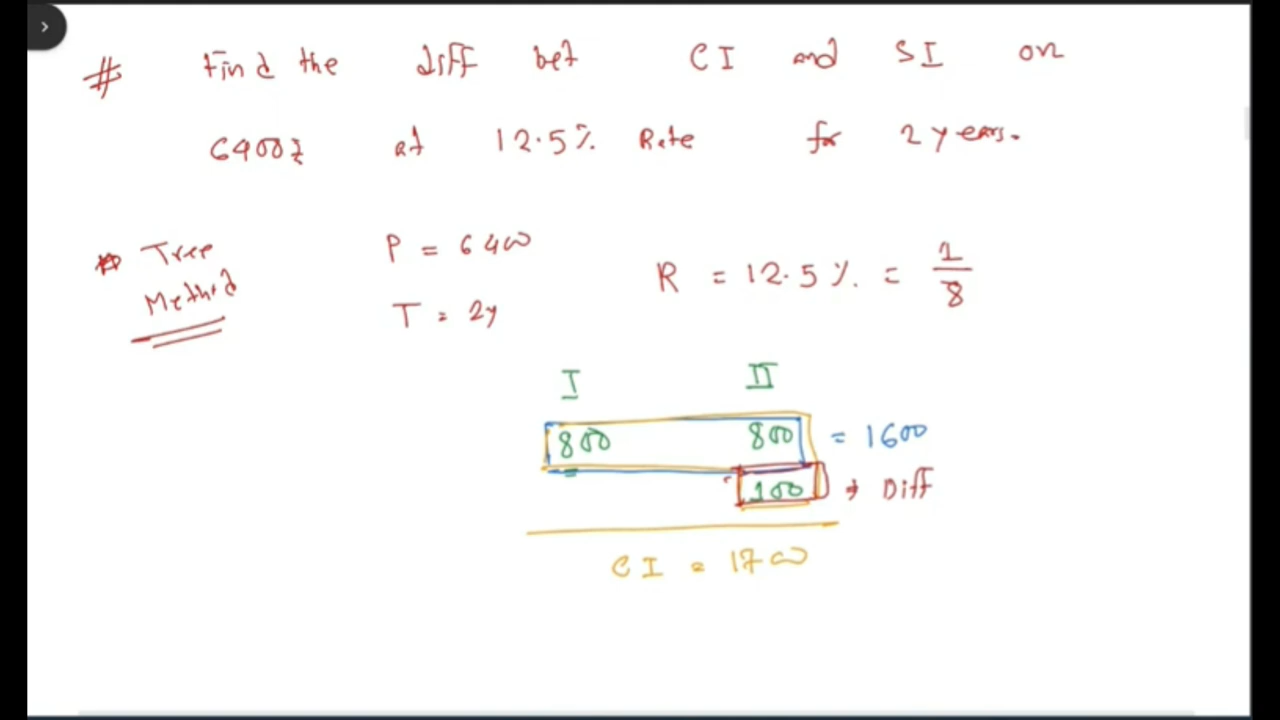 # Find the diff bet CI and SI on
6400₹ at 12.5% Rate for 2 years.
* Tree Method
P = 6400
R = 12.5% = 1/8
T = 2y
I II
800 800 = 1600
100 → Diff
CI = 1700